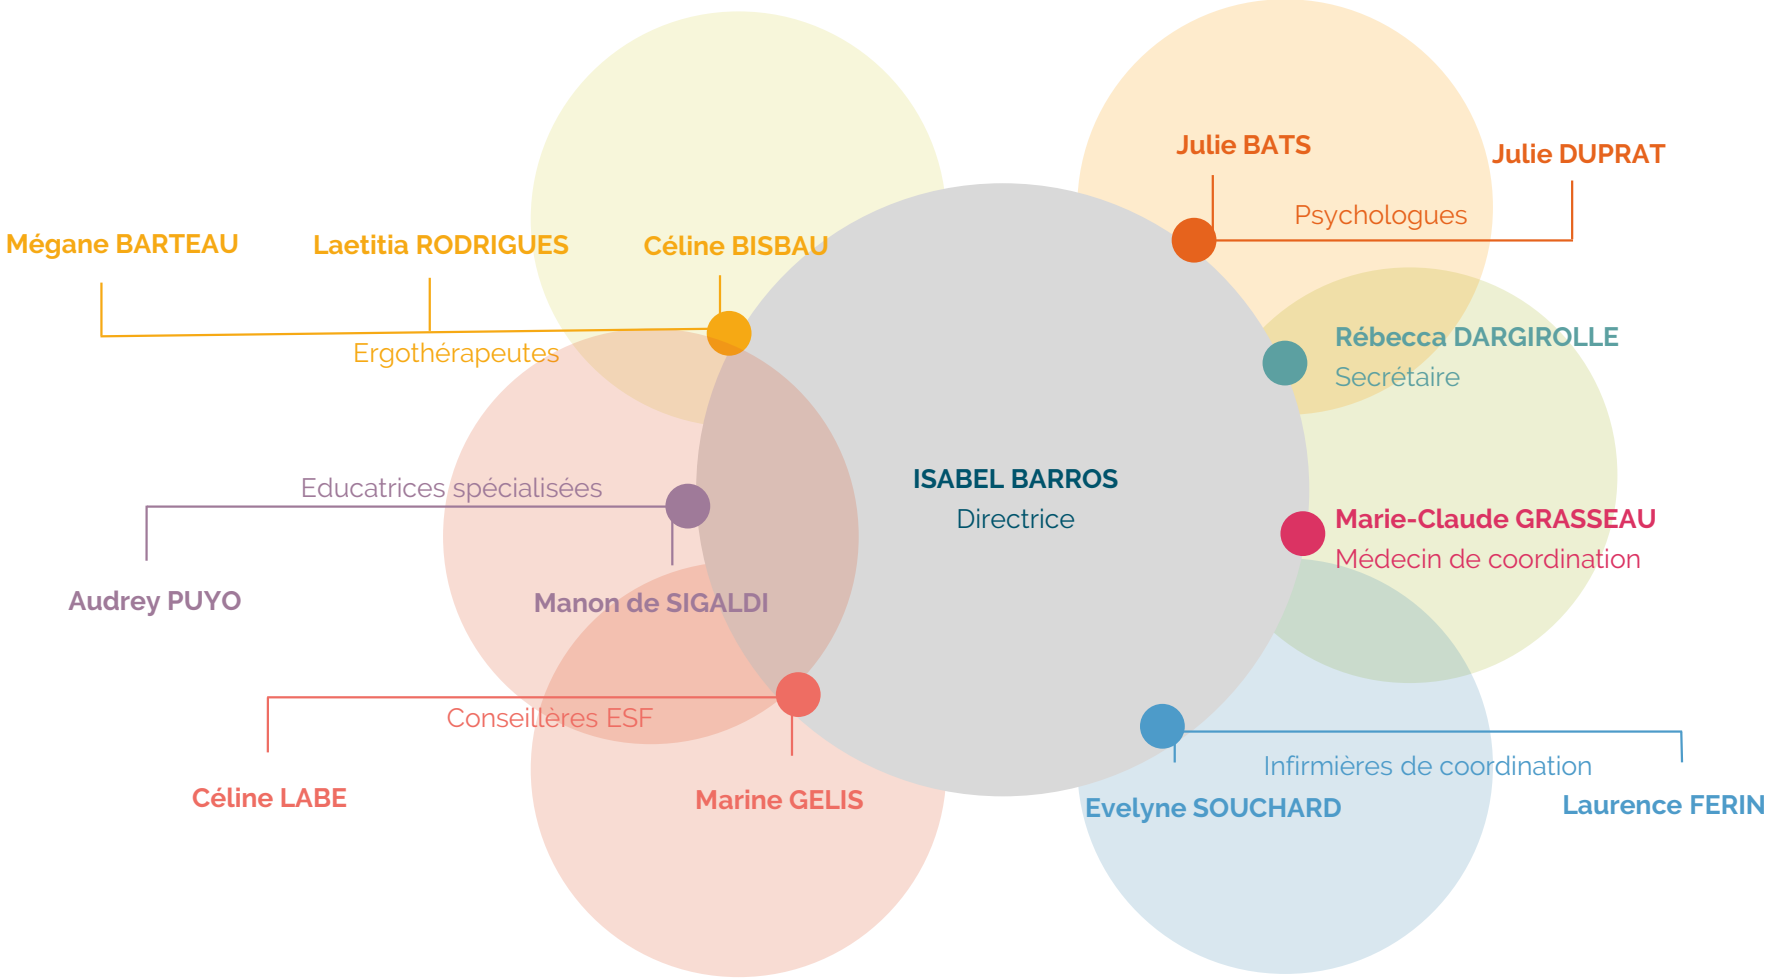 Julie BATS
Julie DUPRAT
Psychologues
Mégane BARTEAU
Laetitia RODRIGUES
Céline BISBAU
Ergothérapeutes
Rébecca DARGIROLLE
Secrétaire
ISABEL BARROS
Directrice
Educatrices spécialisées
Audrey PUYO
Manon de SIGALDI
Marie-Claude GRASSEAU
Médecin de coordination
Conseillères ESF
Céline LABE
Marine GELIS
Infirmières de coordination
Evelyne SOUCHARD
Laurence FERIN